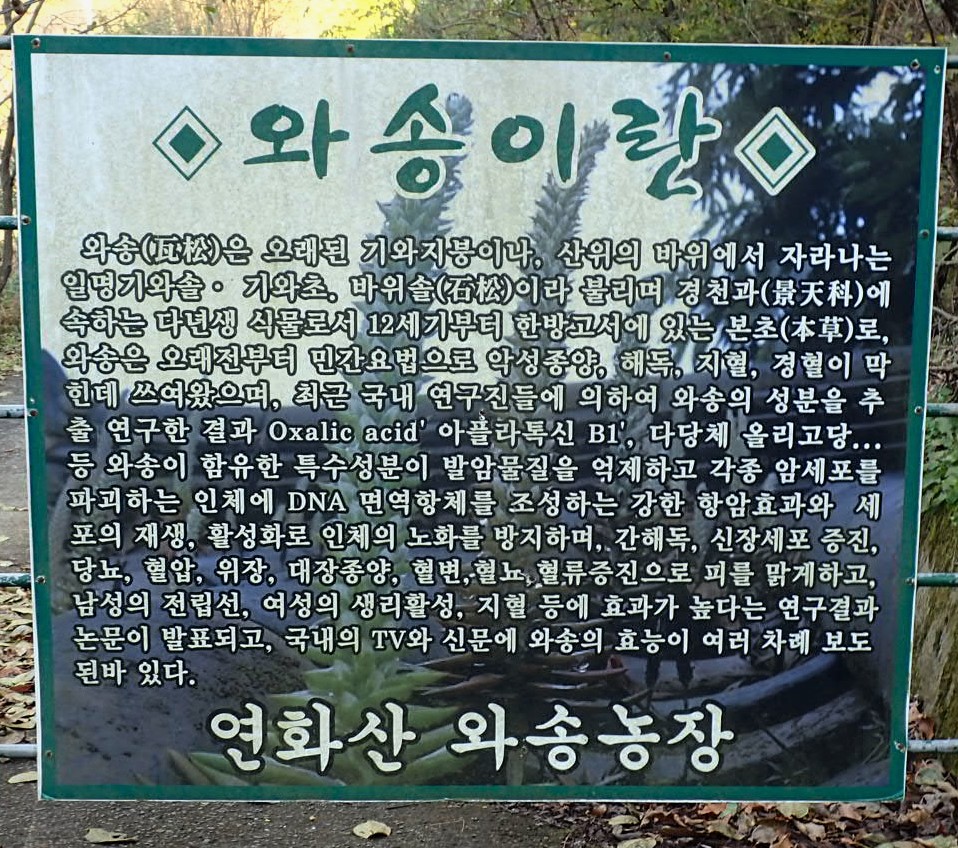 와송이란
와송(瓦松)은 오래된 기와지붕이나, 산위의 바위에서 자라나는
일명기와솔· 기와초, 바위솔(石松)이라 불리며 경천과(景天科)에
속하는 다년생 식물로서 12세기부터 한방고서에 있는 본초(本草)로,
와송은 오래전부터 민간요법으로 악성종양, 해독, 지혈, 경혈이 막
힌데 쓰여왔으며, 최근 국내 연구진들에 의하여 와송의 성분을 추
출 연구한 결과 Oxalic acid' 아플라톡신 B1', 다당체 올리고당...
등 와송이 함유한 특수성분이 발암물질을 억제하고 각종 암세포를
파괴하는 인체에 DNA 면역항체를 조성하는 강한 항암효과와 세
포의 재생, 활성화로 인체의 노화를 방지하며, 간해독, 신장세포 증진,
당뇨, 혈압, 위장, 대장종양, 혈변,혈뇨, 혈류증진으로 피를 맑게하고,
남성의 전립선, 여성의 생리활성, 지혈 등에 효과가 높다는 연구결과
논문이 발표되고, 국내의 TV와 신문에 와송의 효능이 여러 차례 보도
된바 있다.
연화산 와송농장